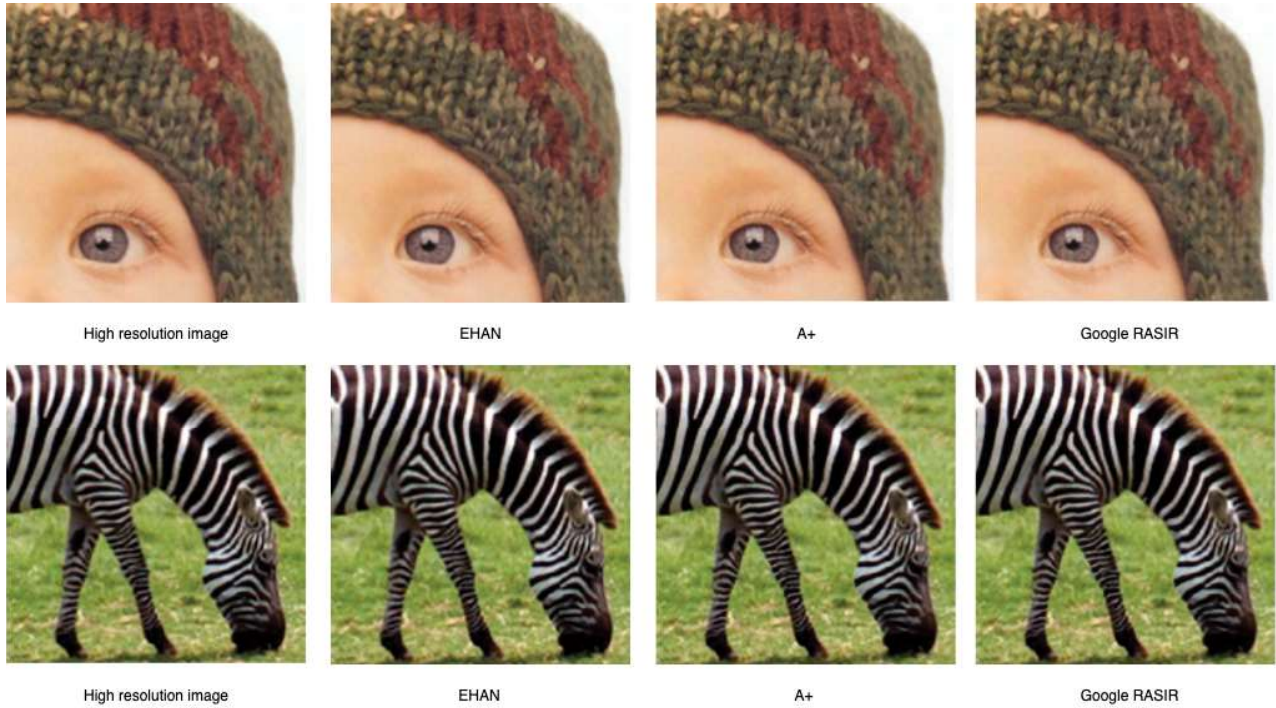 High resolution image
EHAN
A+
Google RASIR
High resolution image
EHAN
A+
Google RASIR